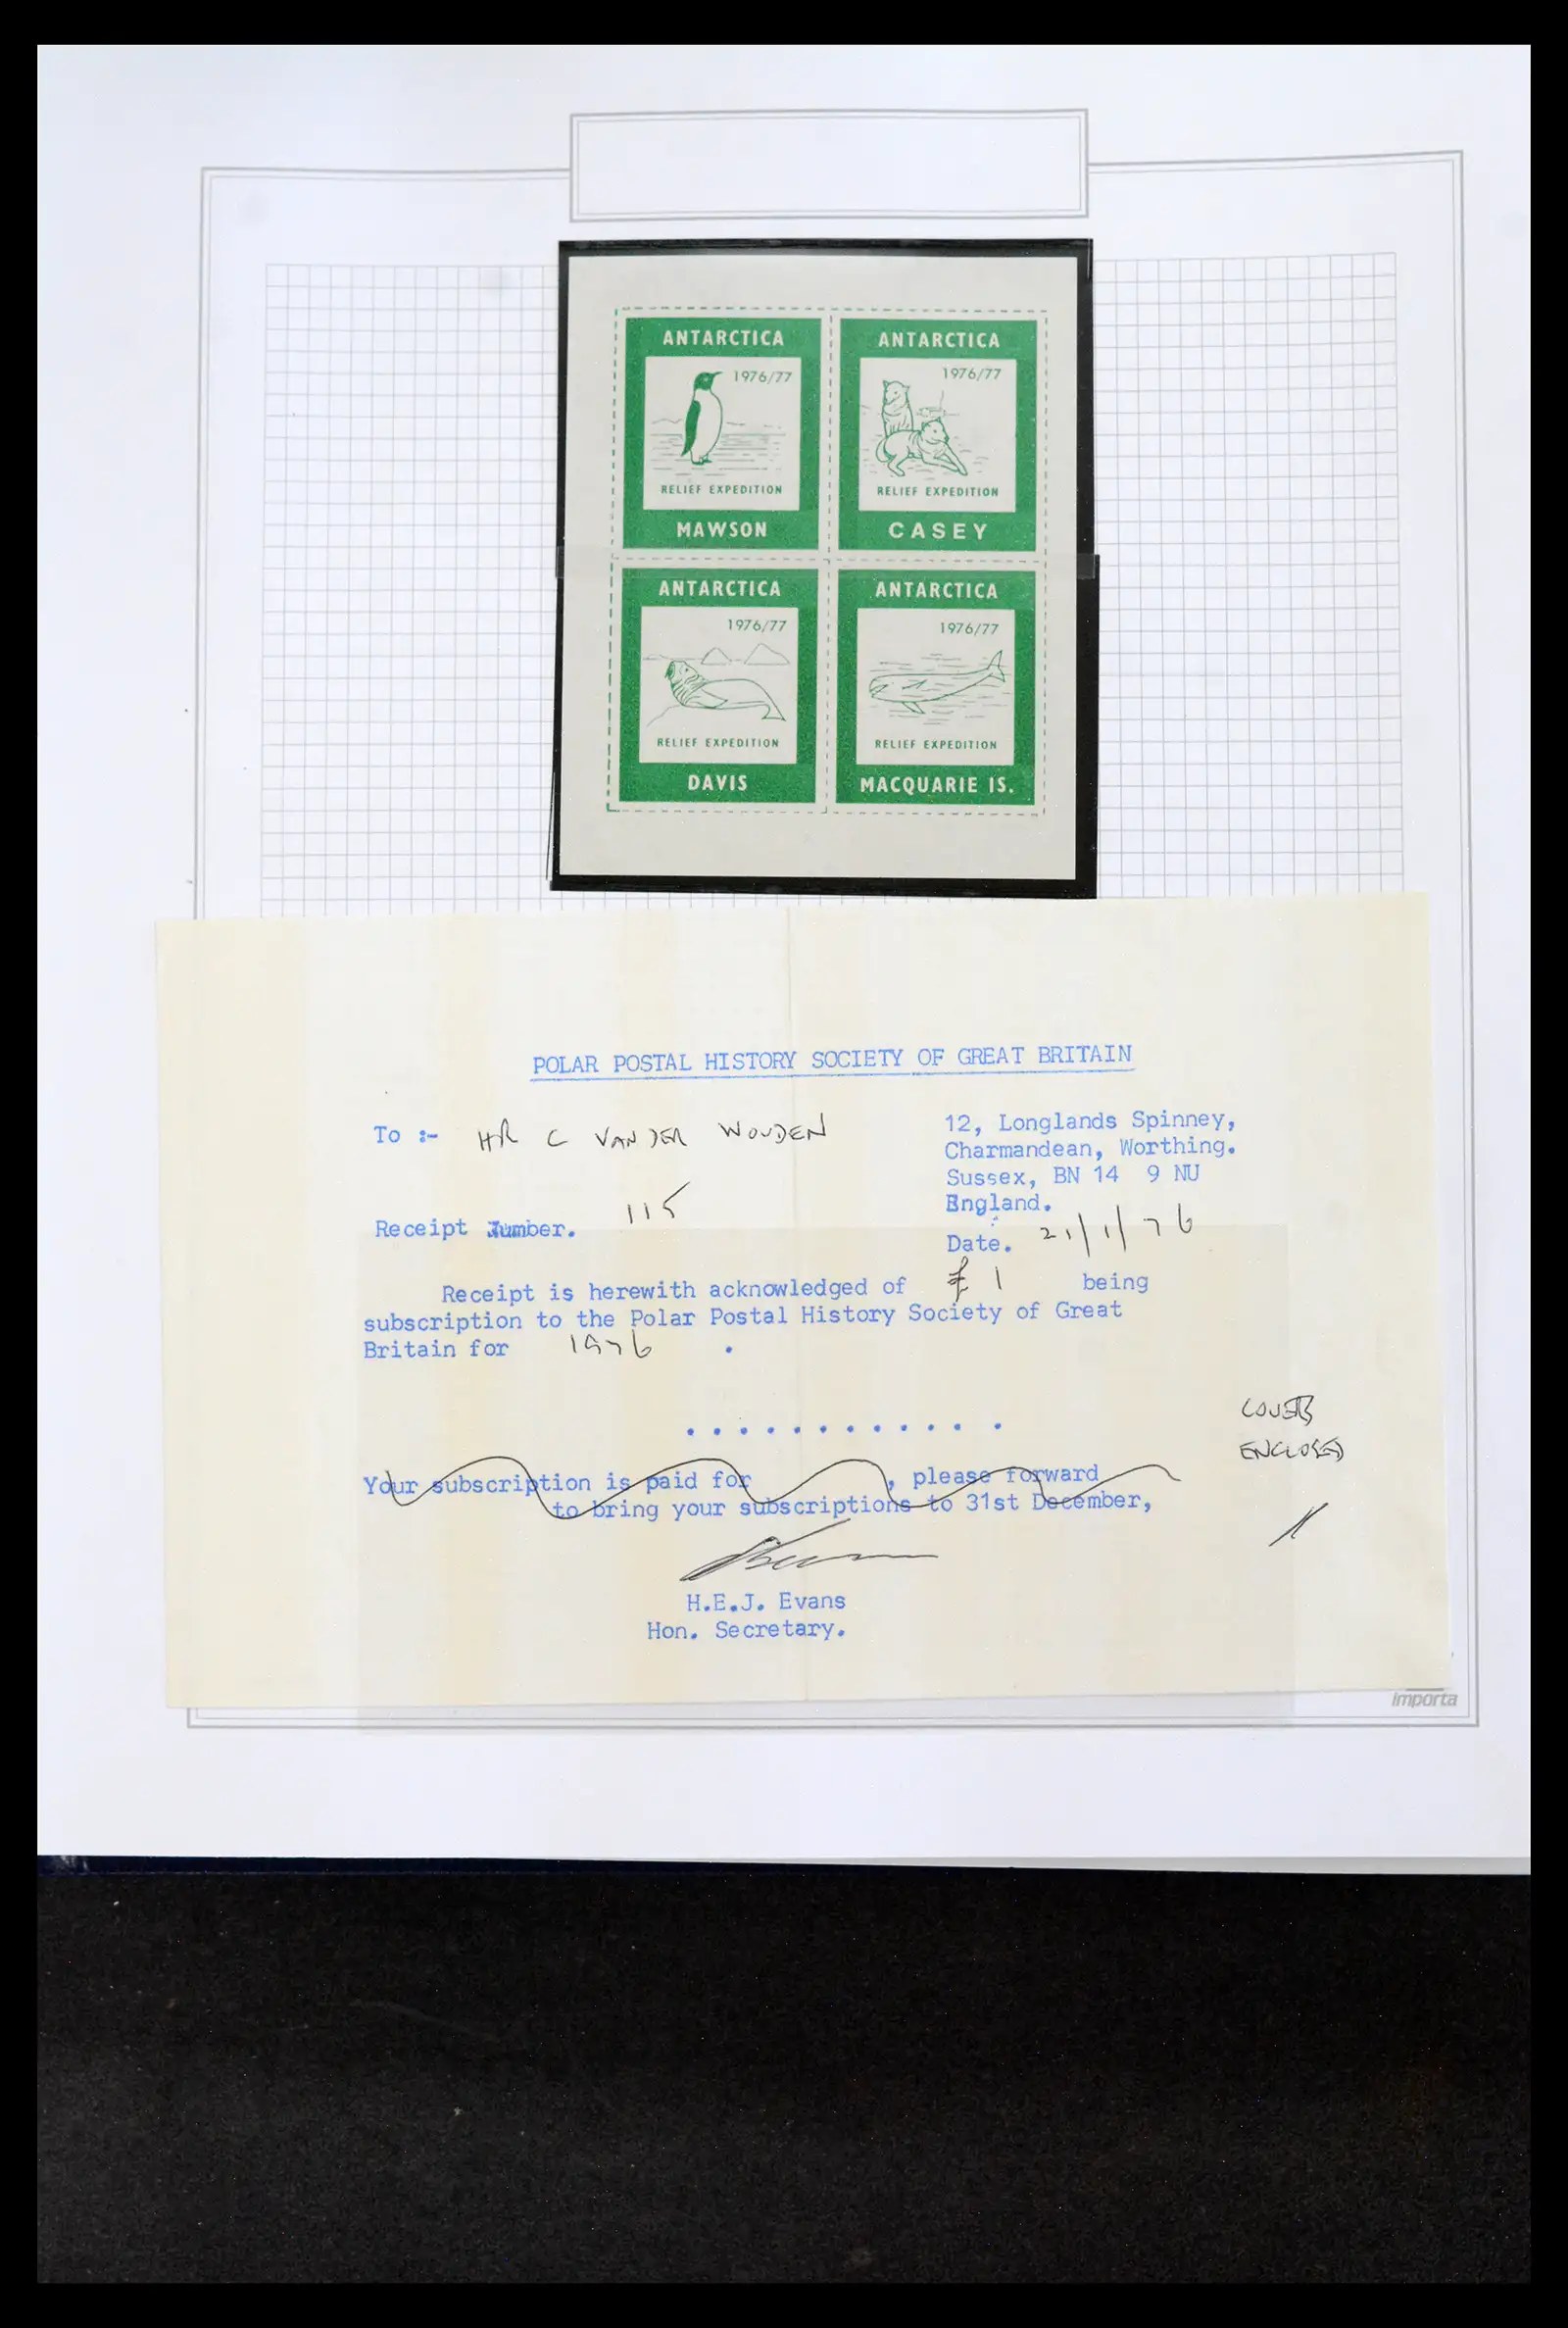 ANTARCTICA
1976/77
RELIEF EXPEDITION
MAWSON
ANTARCTICA
1976/77
RELIEF EXPEDITION
CASEY
ANTARCTICA
1976/77
RELIEF EXPEDITION
DAVIS
ANTARCTICA
1976/77
RELIEF EXPEDITION
MACQUARIE IS.
POLAR POSTAL HISTORY SOCIETY OF GREAT BRITAIN
To :- HR C VAN DER WOUDEN
12, Longlands Spinney,
Charmandean, Worthing.
Sussex, BN 14 9 NU
England.
Receipt Number. 115
Date. 21/1/76
Receipt is herewith acknowledged of £ 1 being
subscription to the Polar Postal History Society of Great
Britain for 1976 .
. . . . . . . . . . . .
COVERS
ENCLOSED
Your subscription is paid for , please forward
to bring your subscriptions to 31st December,
H.E.J. Evans
Hon. Secretary.
importa